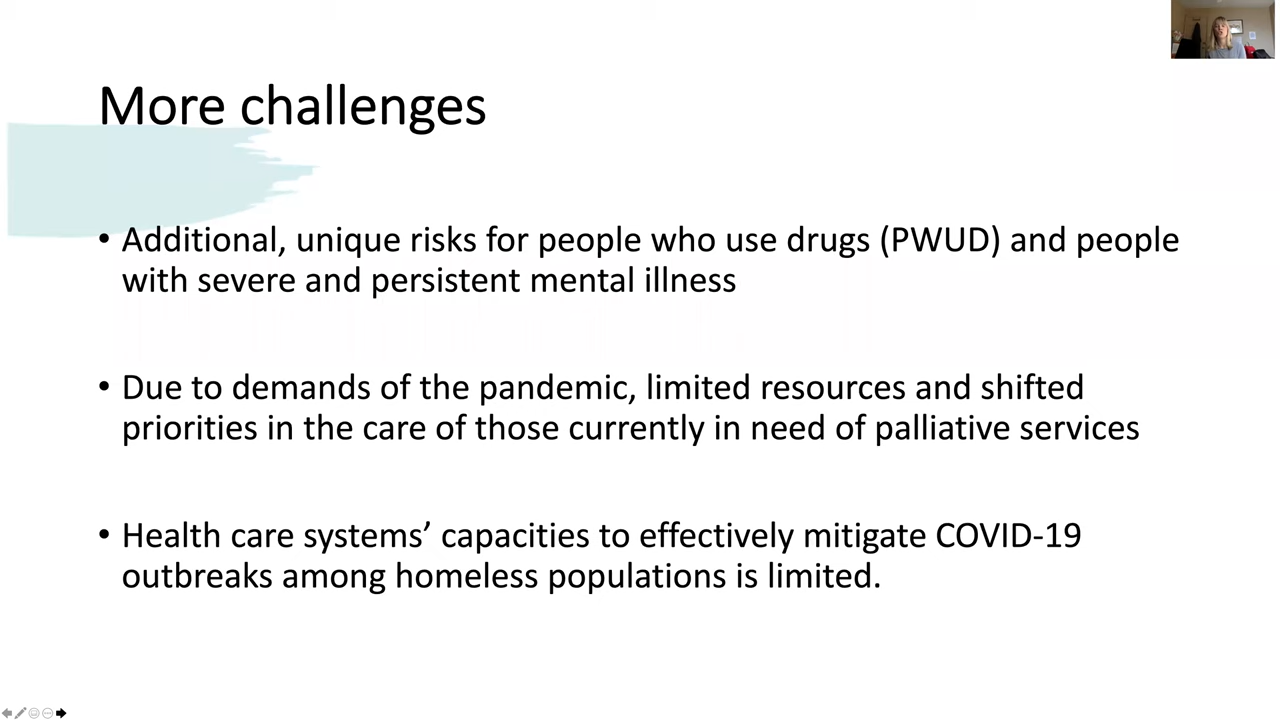 More challenges
• Additional, unique risks for people who use drugs (PWUD) and people
with severe and persistent mental illness
• Due to demands of the pandemic, limited resources and shifted
priorities in the care of those currently in need of palliative services
• Health care systems’ capacities to effectively mitigate COVID-19
outbreaks among homeless populations is limited.